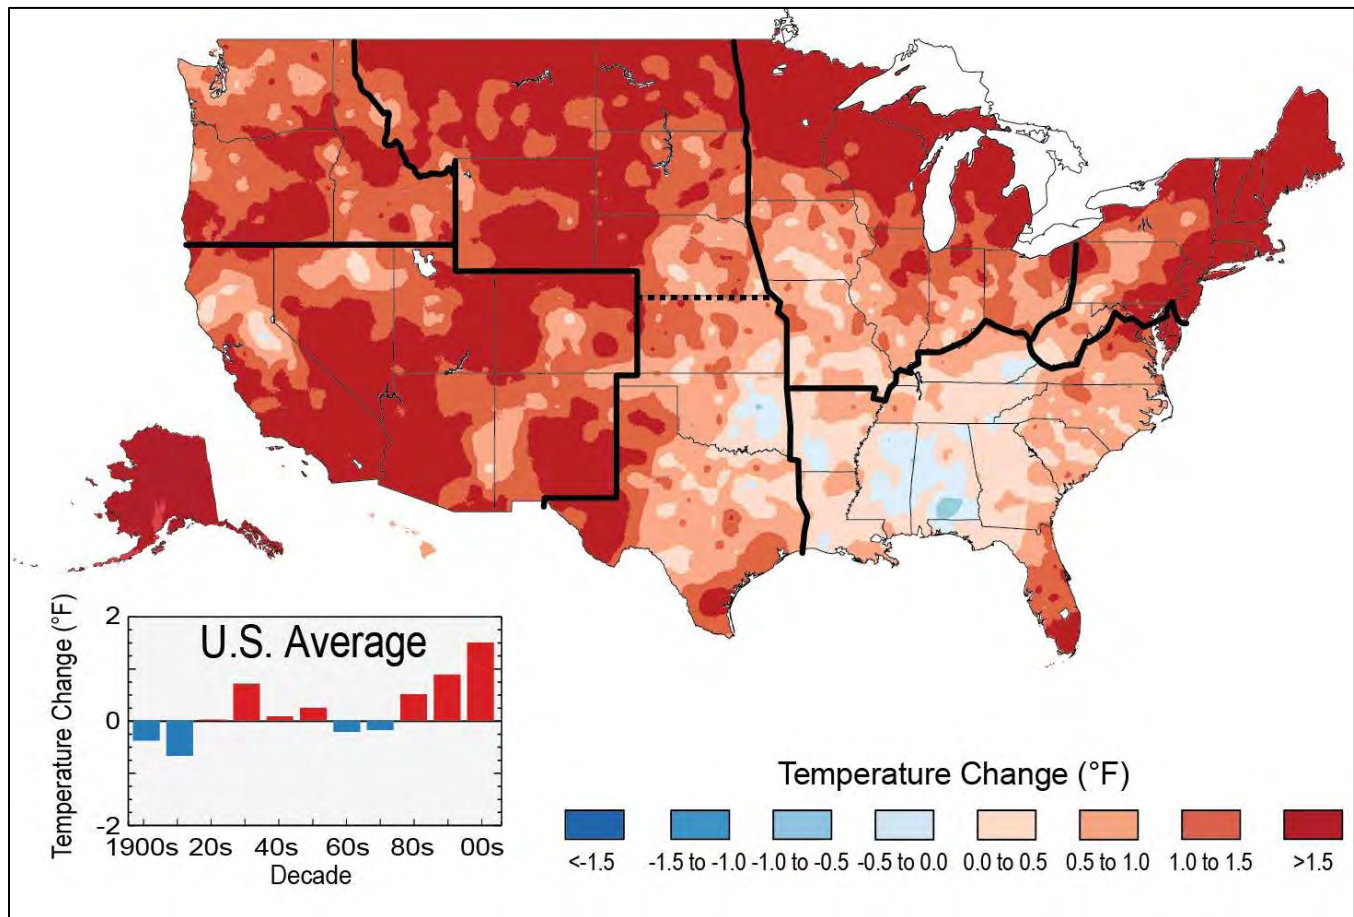 U.S. Average
Temperature Change (°F)
2
0
-2
1900s 20s 40s 60s 80s 00s
Decade
Temperature Change (°F)
<-1.5 -1.5 to -1.0 -1.0 to -0.5 -0.5 to 0.0 0.0 to 0.5 0.5 to 1.0 1.0 to 1.5 >1.5